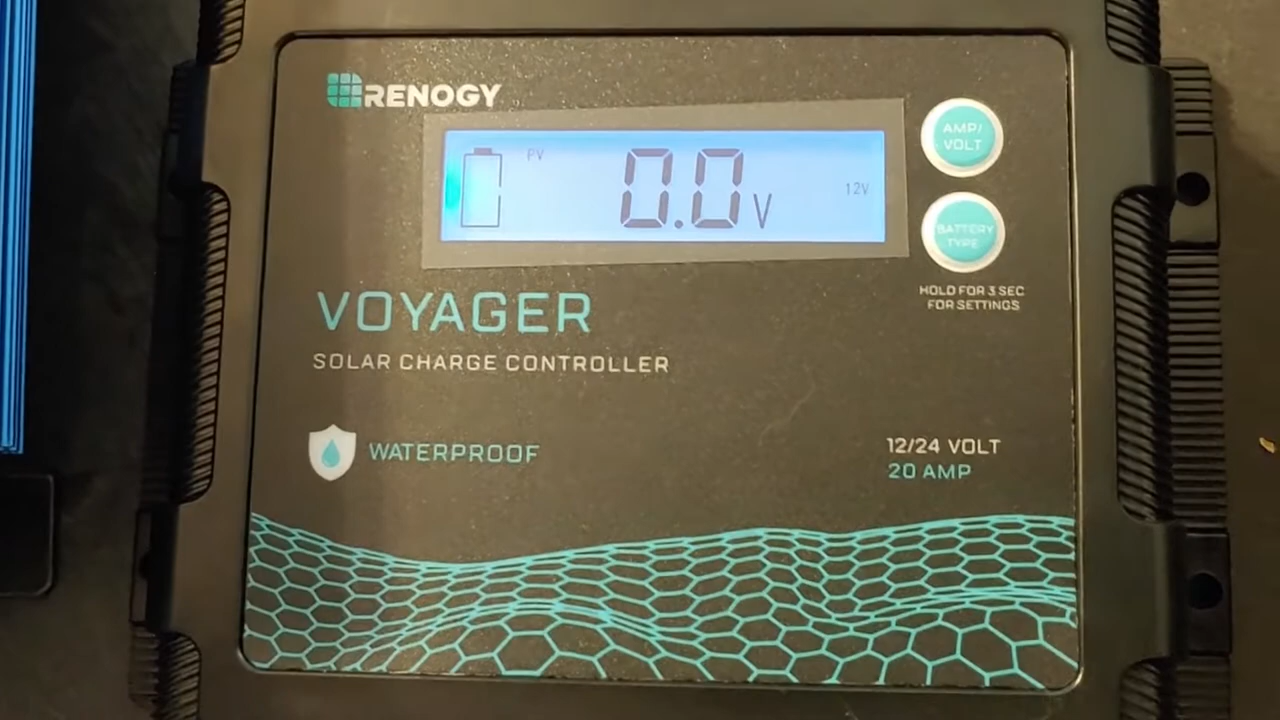 RENOGY
PV
0.0 V
12V
AMP/
VOLT
BATTERY
TYPE
HOLD FOR 3 SEC
FOR SETTINGS
VOYAGER
SOLAR CHARGE CONTROLLER
WATERPROOF
12/24 VOLT
20 AMP